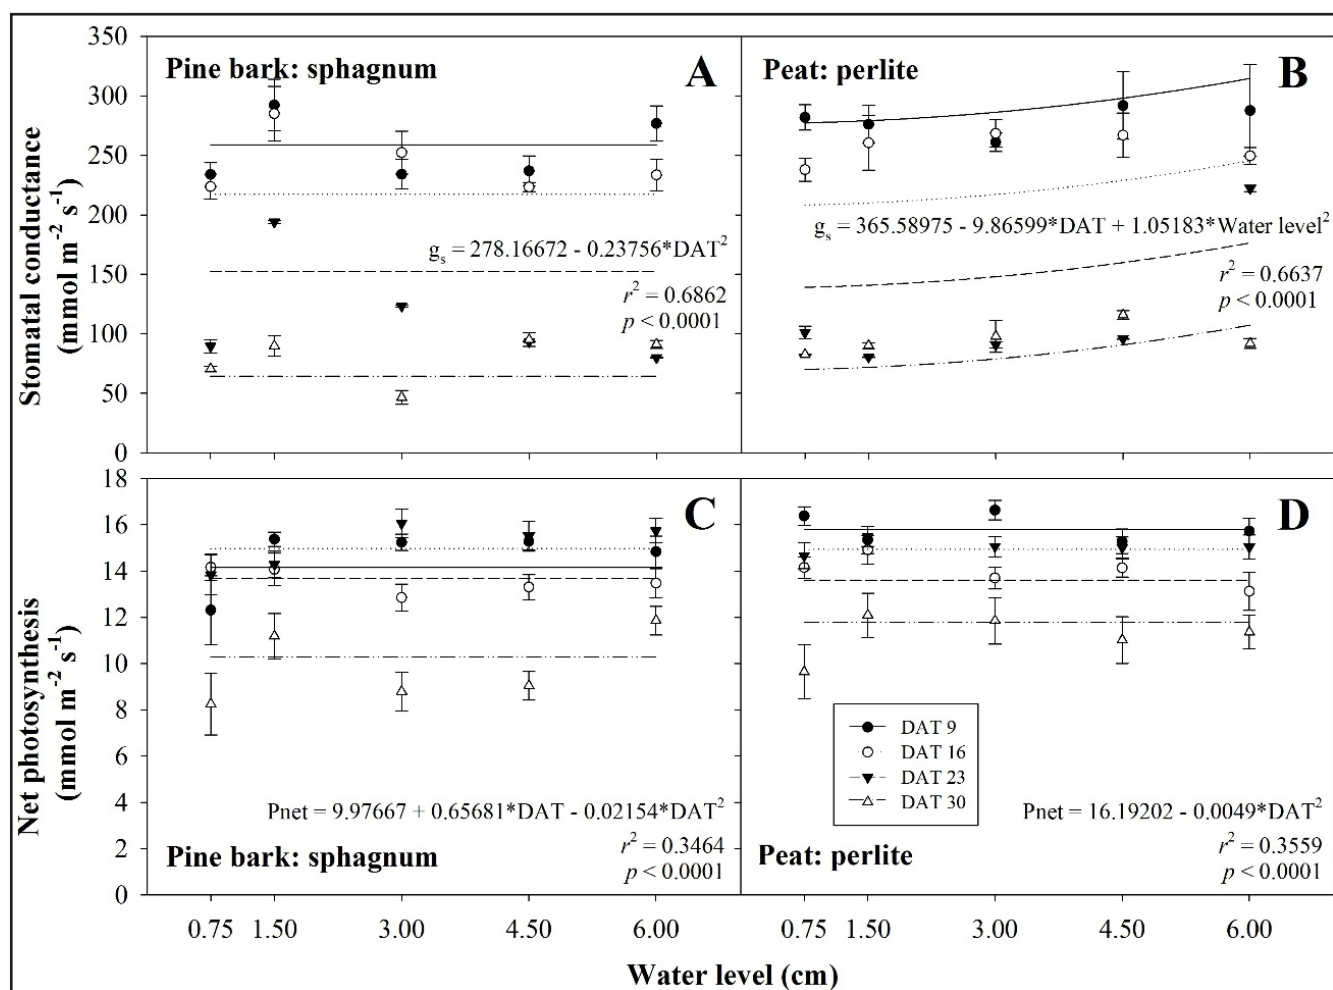 350
300
250
200
150
100
50
0
Stomatal conductance
(mmol m-2 s-1)
Pine bark: sphagnum
A
gs = 278.16672 - 0.23756*DAT2
r2 = 0.6862
p < 0.0001
Peat: perlite
B
gs = 365.58975 - 9.86599*DAT + 1.05183*Water level2
r2 = 0.6637
p < 0.0001
18
16
14
12
10
8
6
4
2
0
Net photosynthesis
(mmol m-2 s-1)
C
Pnet = 9.97667 + 0.65681*DAT - 0.02154*DAT2
r2 = 0.3464
p < 0.0001
Pine bark: sphagnum
D
DAT 9
DAT 16
DAT 23
DAT 30
Pnet = 16.19202 - 0.0049*DAT2
r2 = 0.3559
p < 0.0001
Peat: perlite
0.75 1.50 3.00 4.50 6.00
0.75 1.50 3.00 4.50 6.00
Water level (cm)